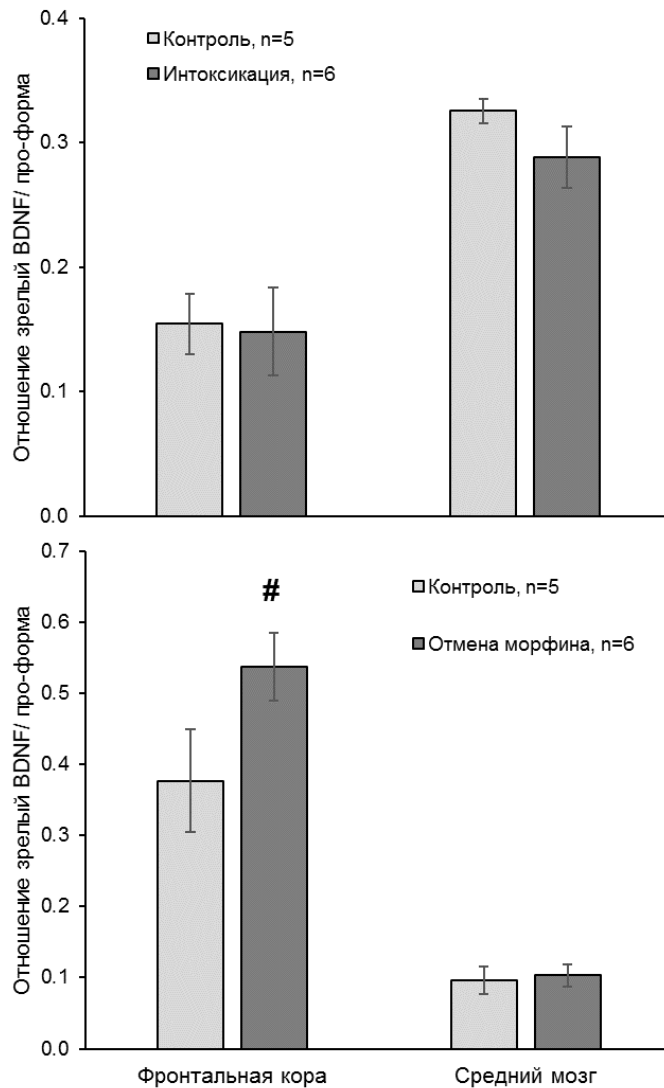 Отношение зрелый BDNF/ про-форма
0.4
0.3
0.2
0.1
0.0
Контроль, n=5
Интоксикация, n=6
Отношение зрелый BDNF/ про-форма
0.7
0.6
0.5
0.4
0.3
0.2
0.1
0.0
#
Контроль, n=5
Отмена морфина, n=6
Фронтальная кора
Средний мозг